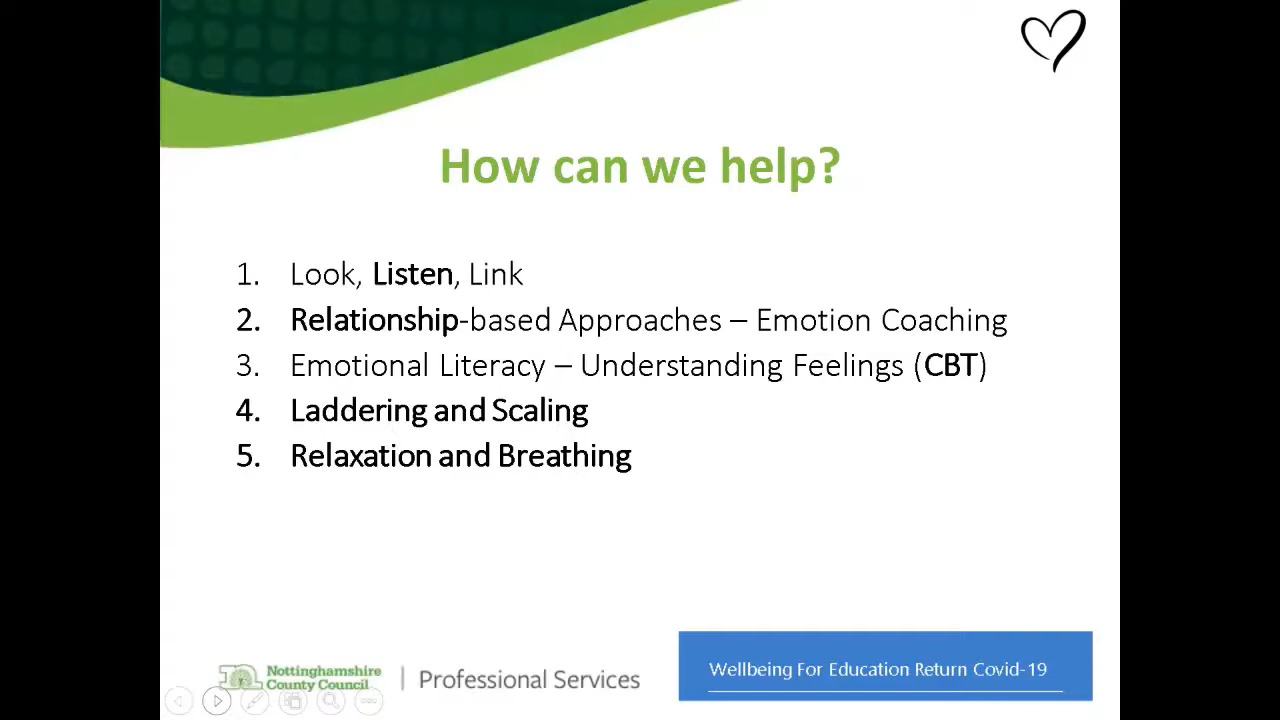 How can we help?
1. Look, Listen, Link
2. Relationship-based Approaches – Emotion Coaching
3. Emotional Literacy – Understanding Feelings (CBT)
4. Laddering and Scaling
5. Relaxation and Breathing
Nottinghamshire
County Council
Professional Services
Wellbeing For Education Return Covid-19